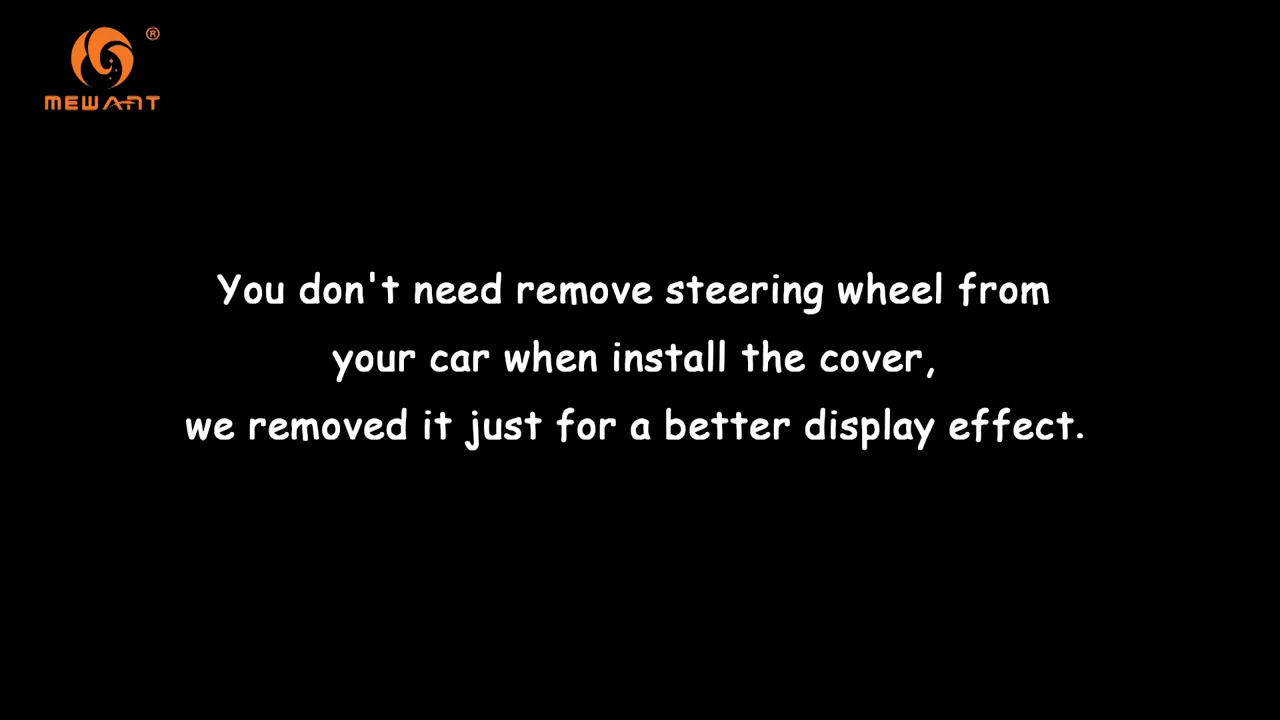 ®
MEWANT
You don't need remove steering wheel from
your car when install the cover,
we removed it just for a better display effect.